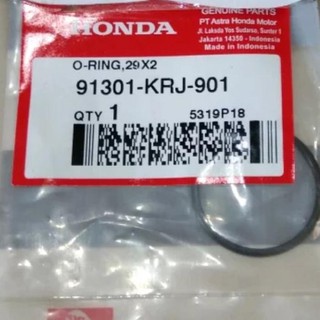 HONDA
GENUINE PARTS
PT Astra Honda Motor
Jl. Laksda Yos Sudarso, Sunter 1
Jakarta 14350 - Indonesia
Made in Indonesia
O-RING,29X2
91301-KRJ-901
QTY 1
5319P18